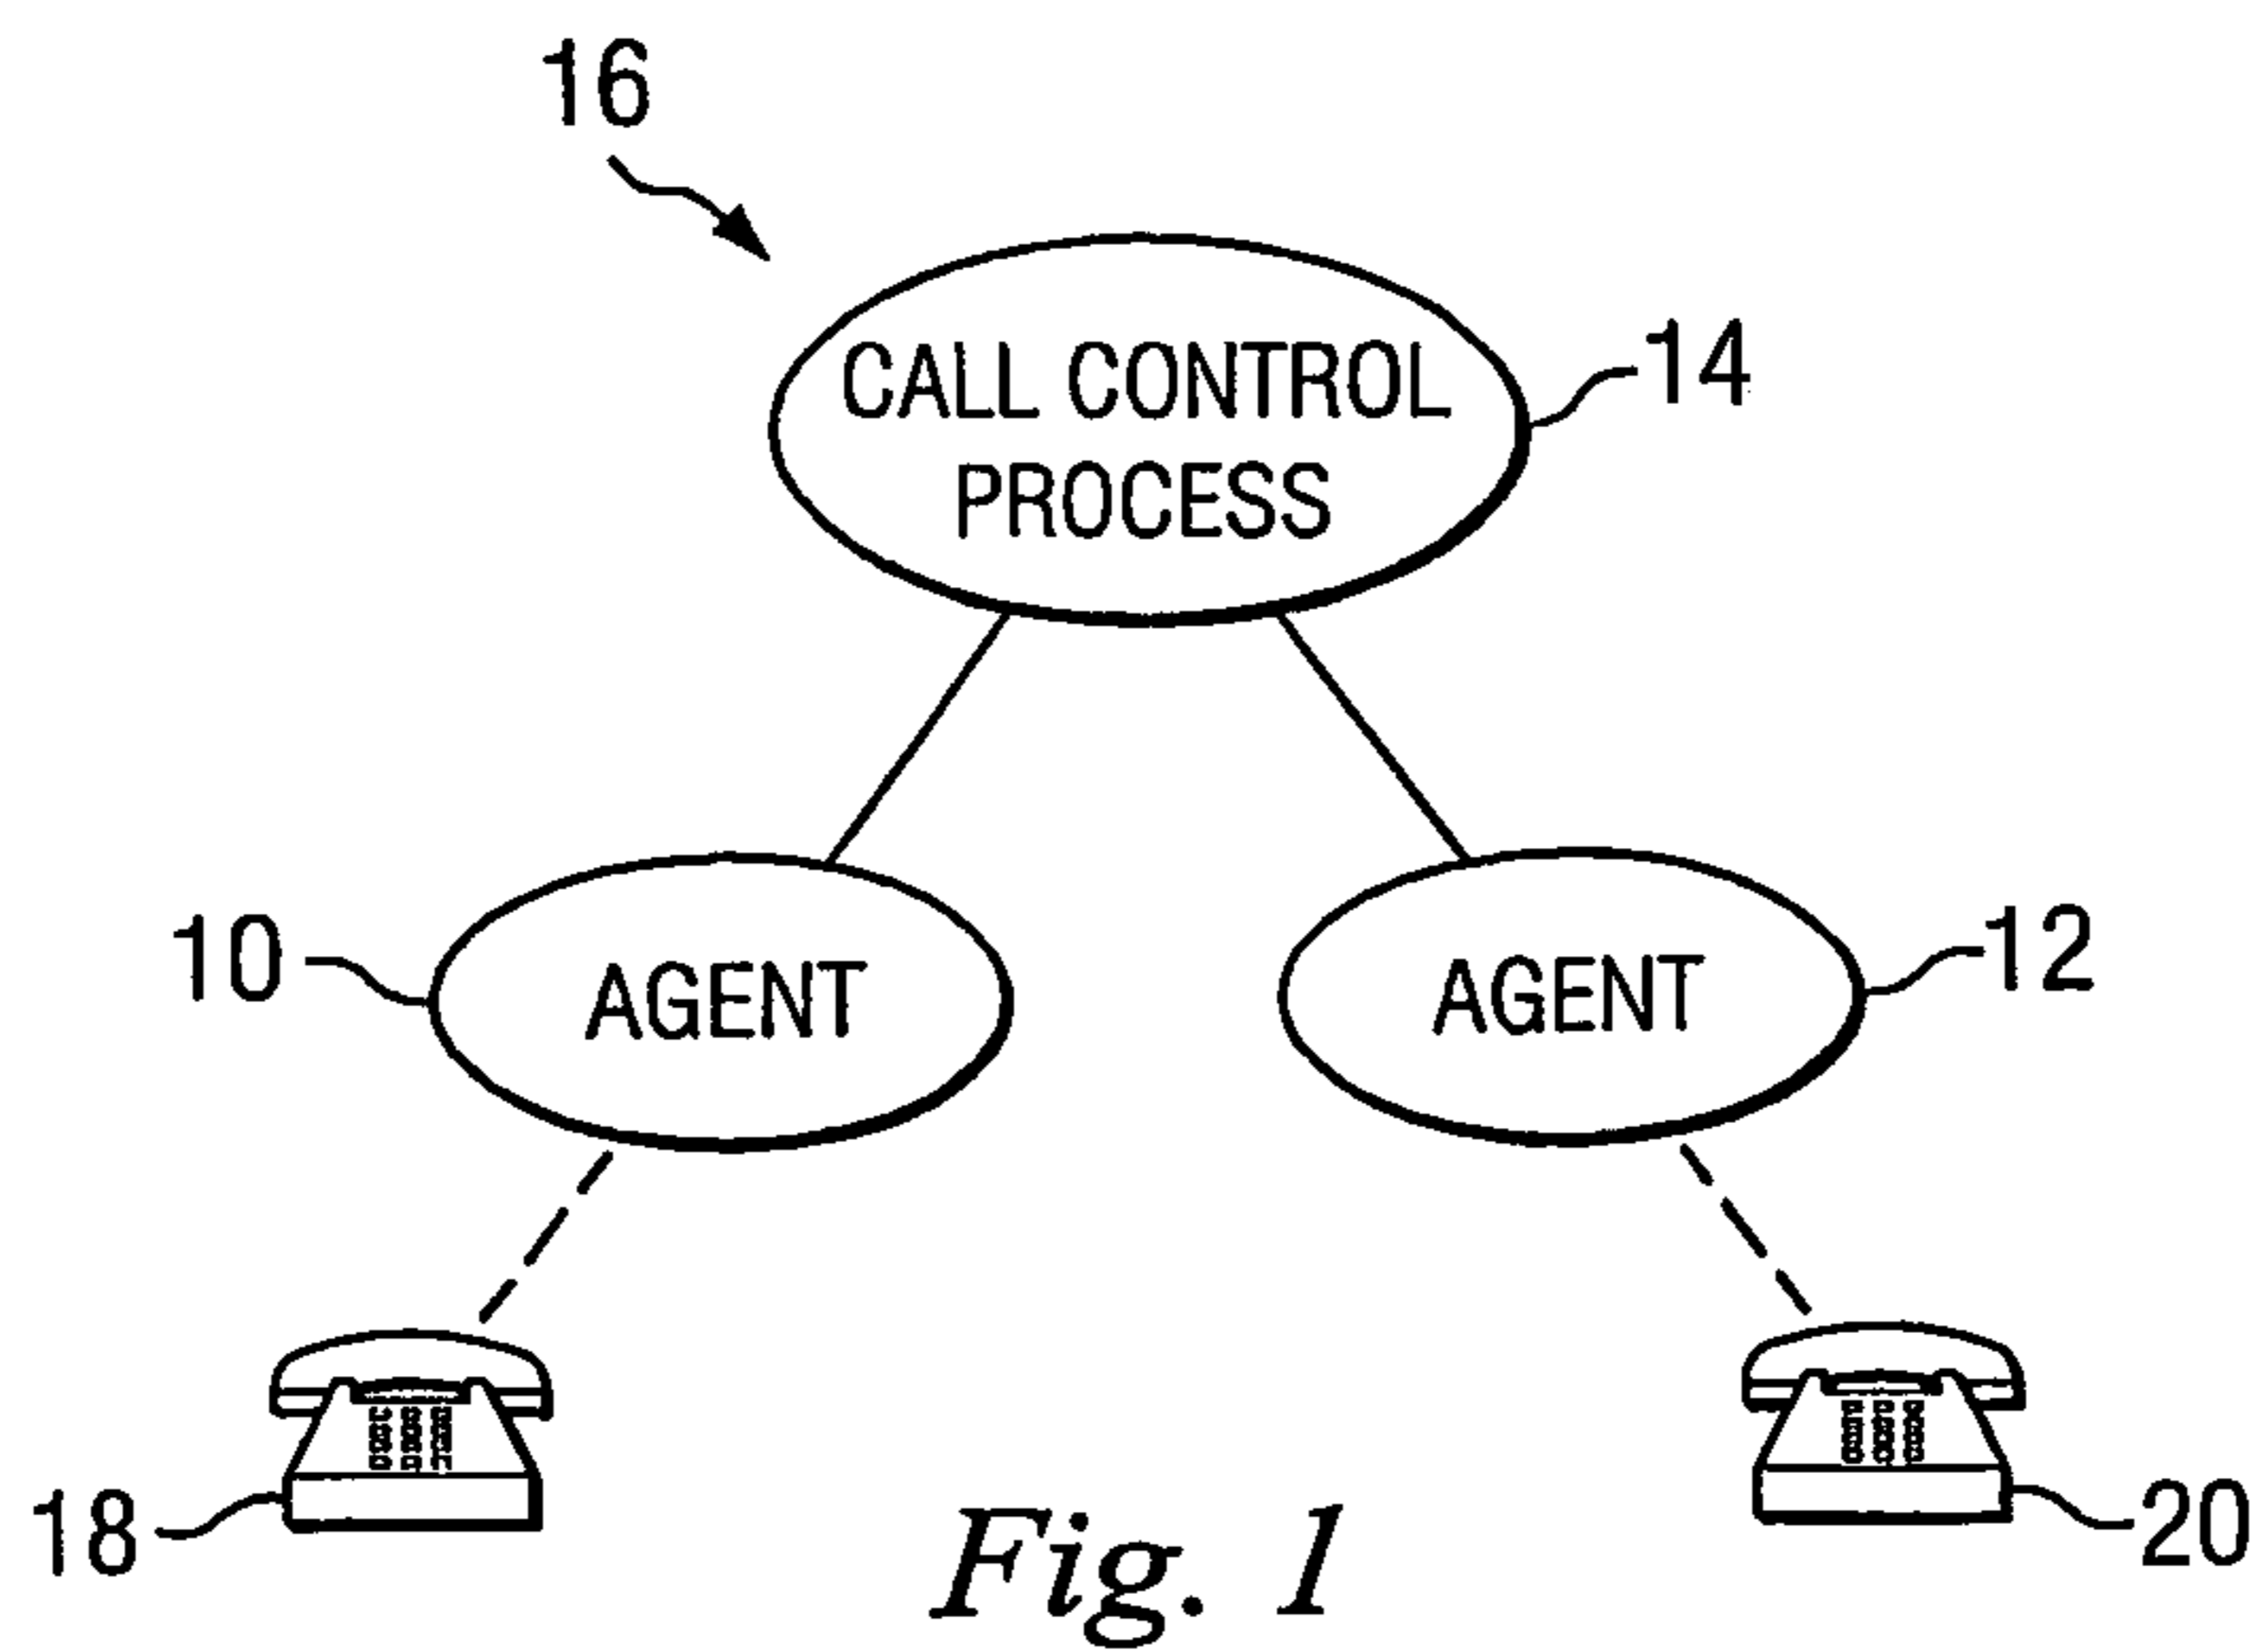 16
CALL CONTROL
PROCESS
14
10
AGENT
AGENT
12
18
20
Fig. 1